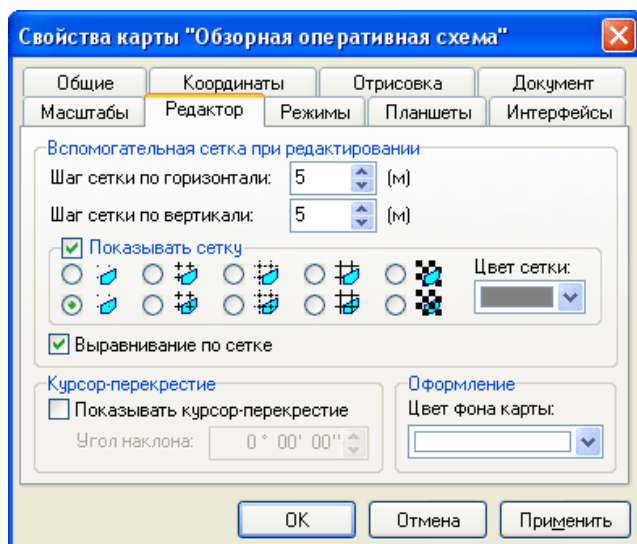 Свойства карты "Обзорная оперативная схема"
Общие Координаты Отрисовка Документ
Масштабы Редактор Режимы Планшеты Интерфейсы
Вспомогательная сетка при редактировании
Шаг сетки по горизонтали: 5 (м)
Шаг сетки по вертикали: 5 (м)
Показывать сетку
Цвет сетки:
Выравнивание по сетке
Курсор-перекрестие
Показывать курсор-перекрестие
Угол наклона: 0 ° 00' 00"
Оформление
Цвет фона карты:
OK Отмена Применить